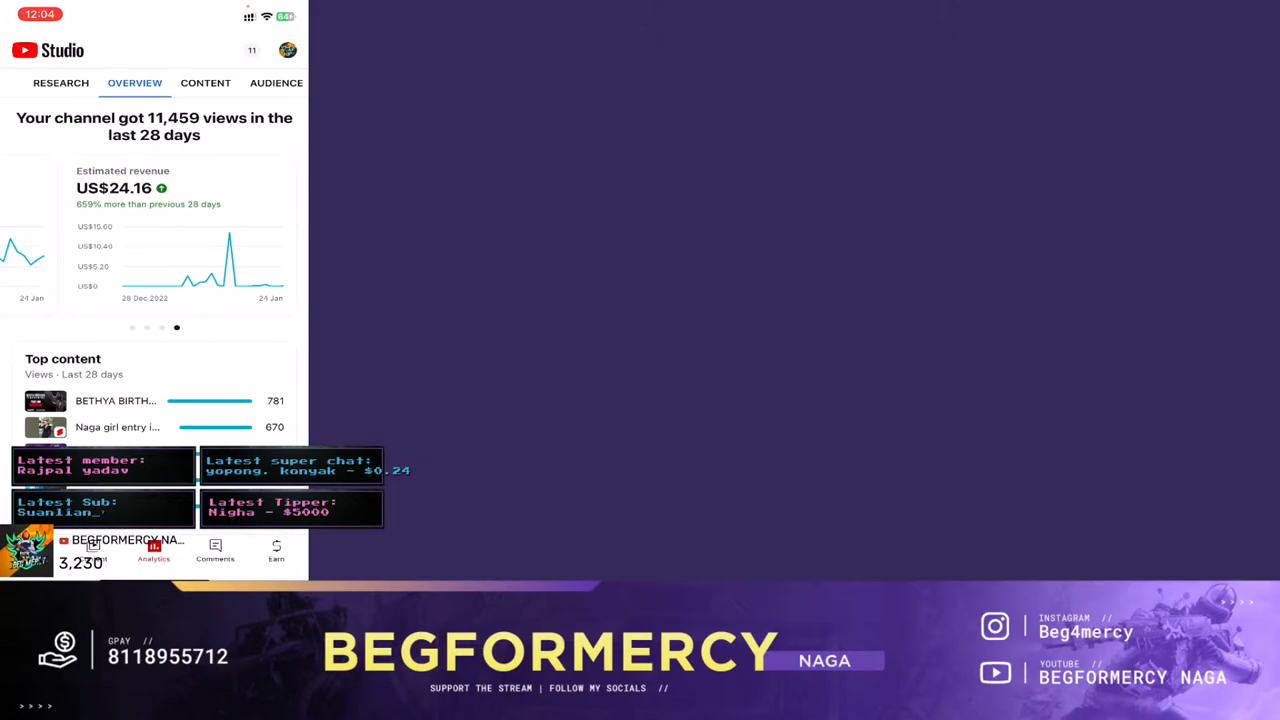 12:04
64
Studio
11
RESEARCH OVERVIEW CONTENT AUDIENCE
Your channel got 11,459 views in the
last 28 days
Estimated revenue
US$24.16
659% more than previous 28 days
US$15.60
US$10.40
US$5.20
US$0
24 Jan
28 Dec 2022
24 Jan
Top content
Views · Last 28 days
BETHYA BIRTH... 781
Naga girl entry i... 670
Latest member:
Rajpal yadav
Latest super chat:
yopong. konyak - $0.24
Latest Sub:
Suanlian_
Latest Tipper:
Nigha - $5000
BEGFORMERCY NA...
3,230
Analytics
Comments
Earn
GPAY //
8118955712
BEGFORMERCY
NAGA
SUPPORT THE STREAM | FOLLOW MY SOCIALS //
INSTAGRAM //
Beg4mercy
YOUTUBE //
BEGFORMERCY NAGA
> > > >
> > > >